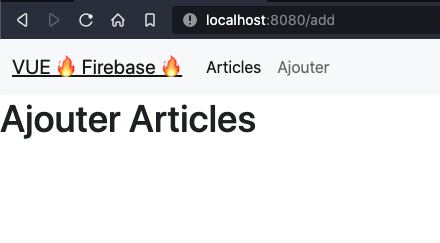 localhost:8080/add
VUE 🔥 Firebase 🔥 Articles Ajouter
Ajouter Articles